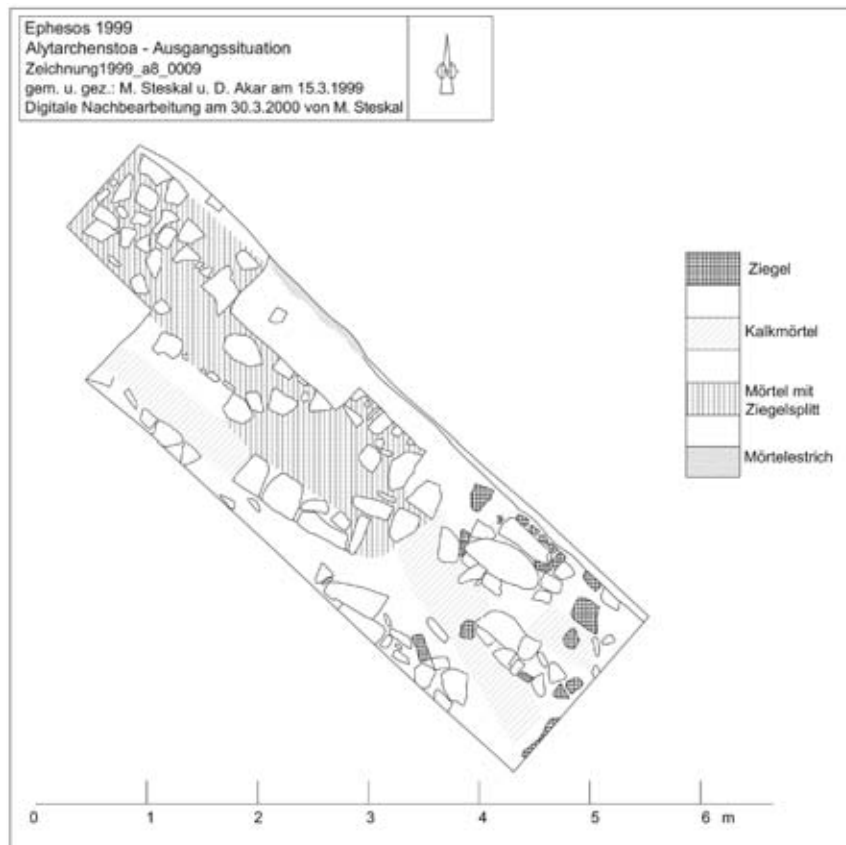 Ephesos 1999
Alytarchenstoa - Ausgangssituation
Zeichnung1999_a8_0009
gem. u. gez.: M. Steskal u. D. Akar am 15.3.1999
Digitale Nachbearbeitung am 30.3.2000 von M. Steskal
Ziegel
Kalkmörtel
Mörtel mit
Ziegelsplitt
Mörtelestrich
0 1 2 3 4 5 6 m